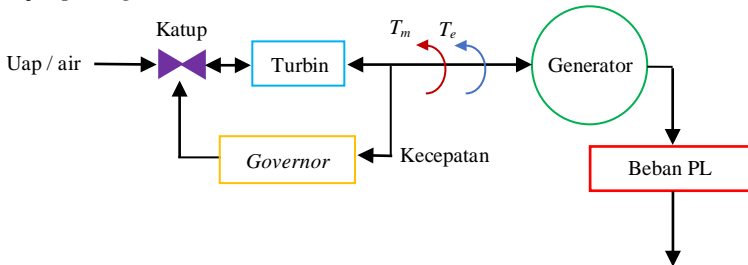 Katup
Uap / air
Turbin
Tm
Te
Generator
Governor
Kecepatan
Beban PL